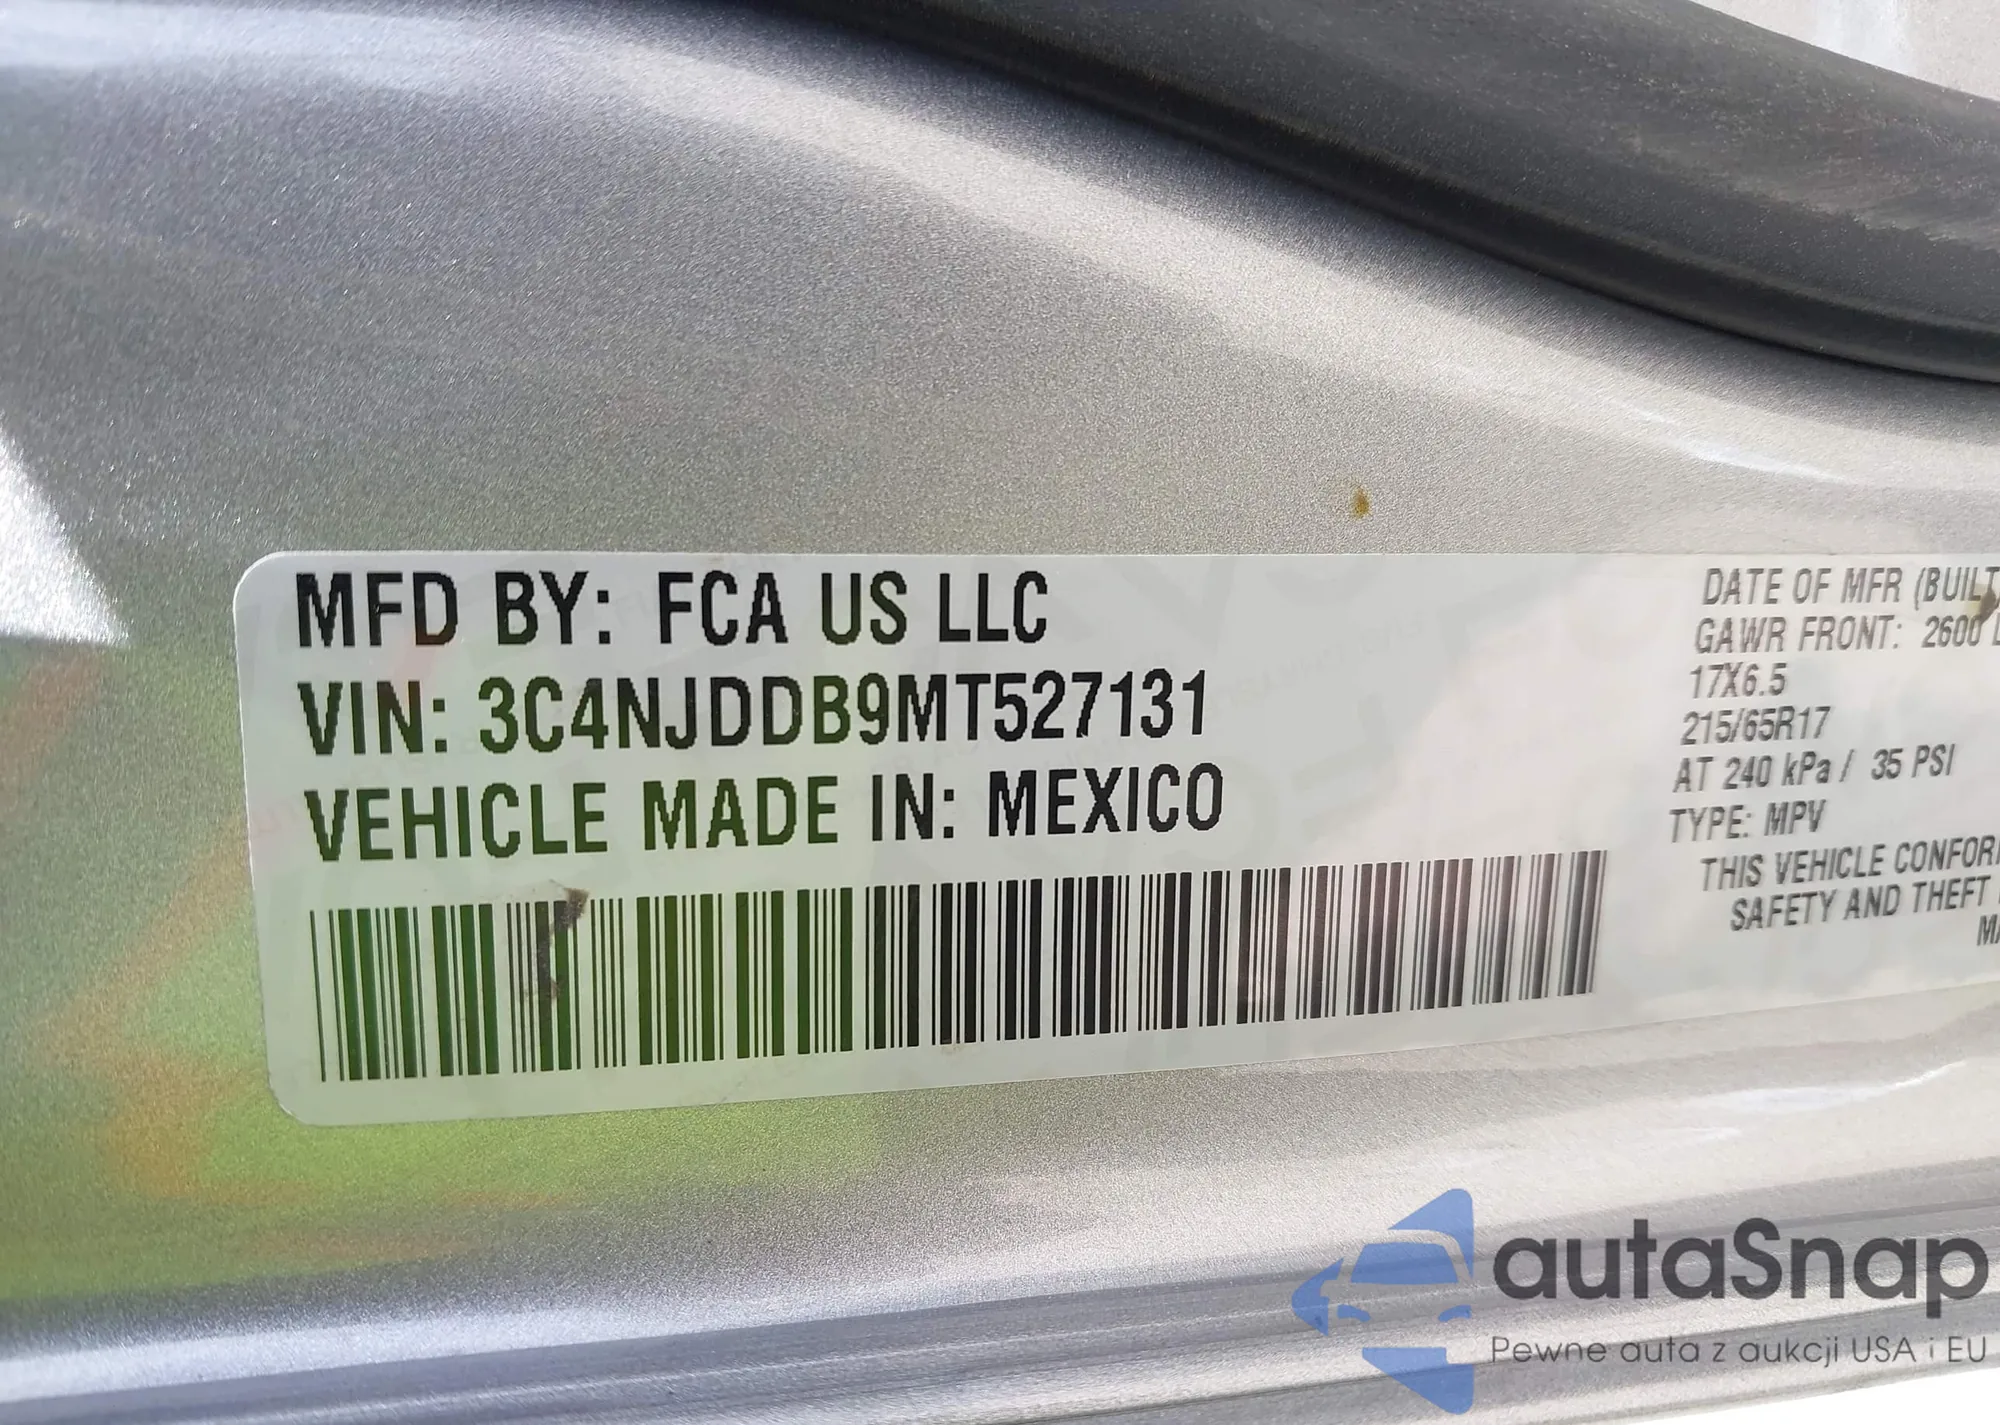 MFD BY: FCA US LLC
VIN: 3C4NJDDB9MT527131
VEHICLE MADE IN: MEXICO
DATE OF MFR (BUILT
GAWR FRONT: 2600
17X6.5
215/65R17
AT 240 kPa / 35 PSI
TYPE: MPV
THIS VEHICLE
SAFETY AND THEFT
autaSnap
Pewne auta z aukcji USA i EU